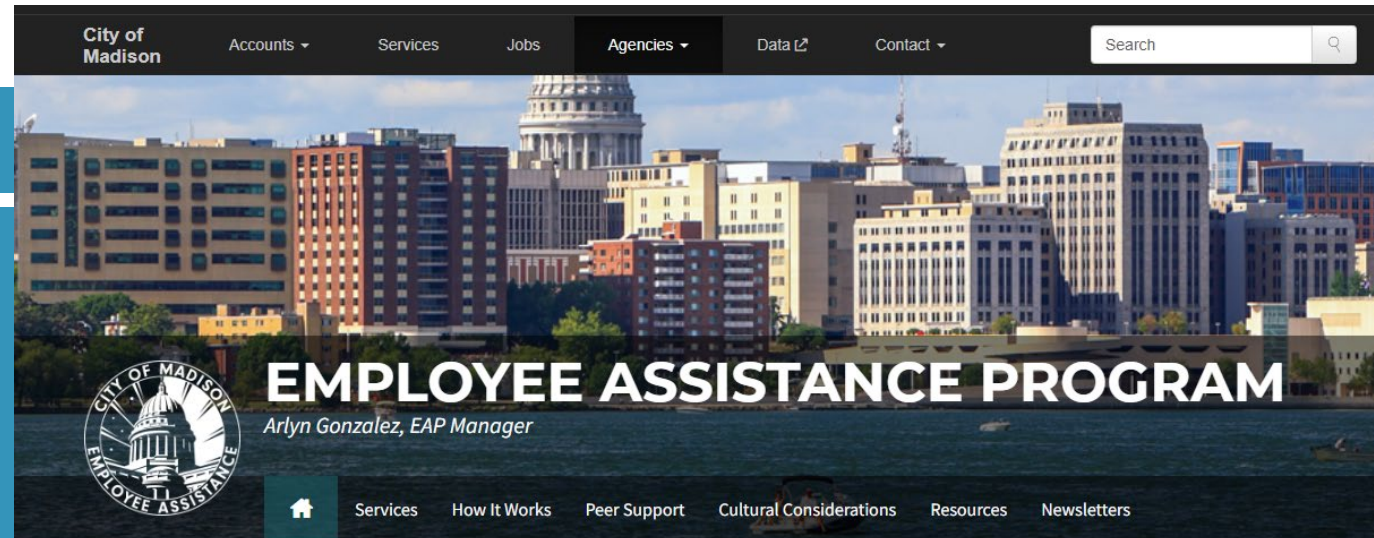 City of
Madison
Accounts Services Jobs Agencies Data Contact Search
EMPLOYEE ASSISTANCE PROGRAM
Arlyn Gonzalez, EAP Manager
CITY OF MADISON
EMPLOYEE ASSISTANCE
Services How It Works Peer Support Cultural Considerations Resources Newsletters